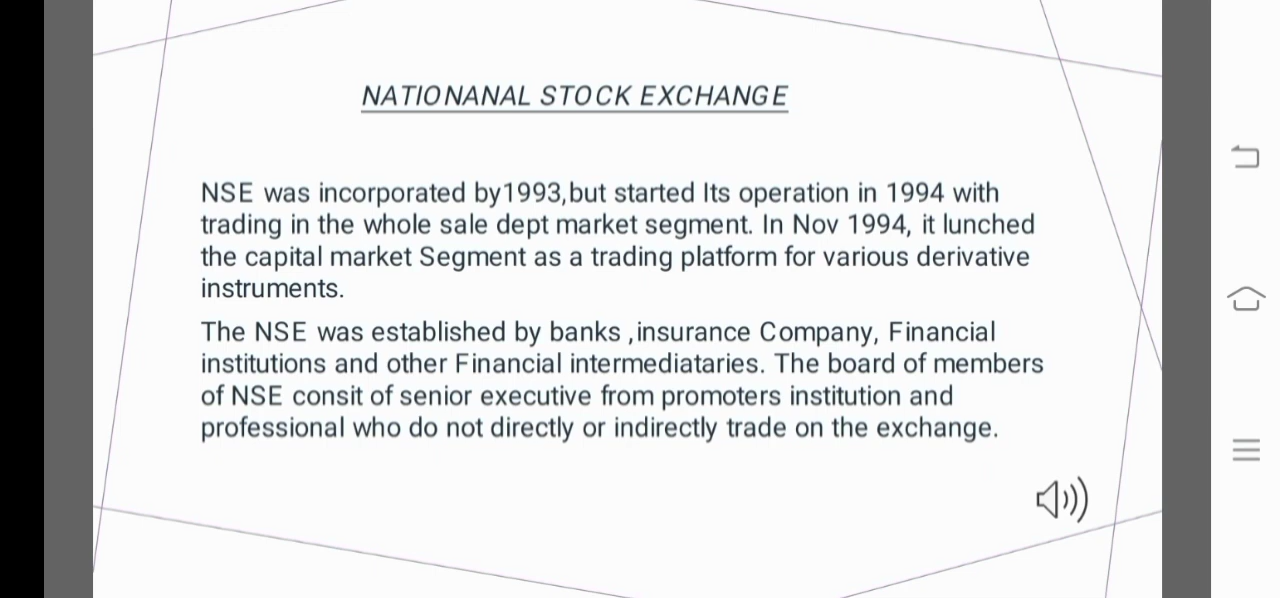 NATIONANAL STOCK EXCHANGE
NSE was incorporated by1993,but started Its operation in 1994 with
trading in the whole sale dept market segment. In Nov 1994, it lunched
the capital market Segment as a trading platform for various derivative
instruments.
The NSE was established by banks ,insurance Company, Financial
institutions and other Financial intermediataries. The board of members
of NSE consit of senior executive from promoters institution and
professional who do not directly or indirectly trade on the exchange.